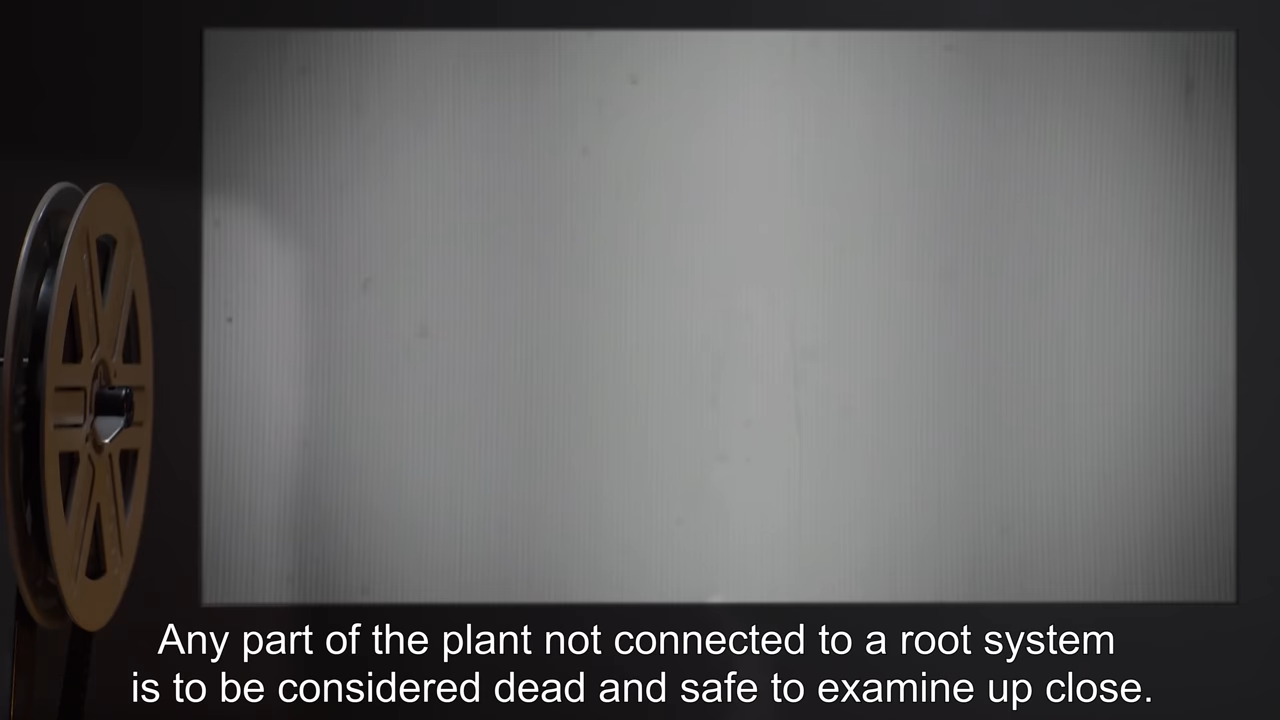 Any part of the plant not connected to a root system
is to be considered dead and safe to examine up close.